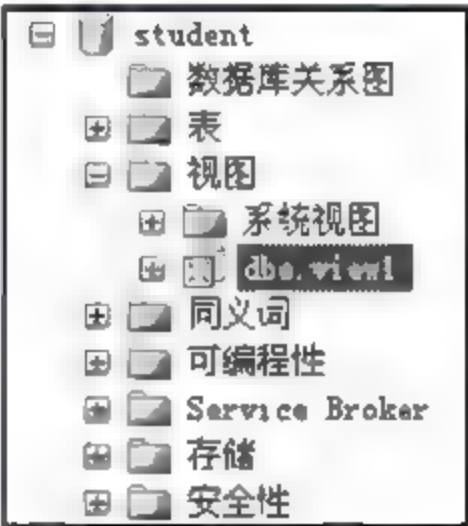 student
数据库关系图
表
视图
系统视图
dbo.view1
同义词
可编程性
Service Broker
存储
安全性